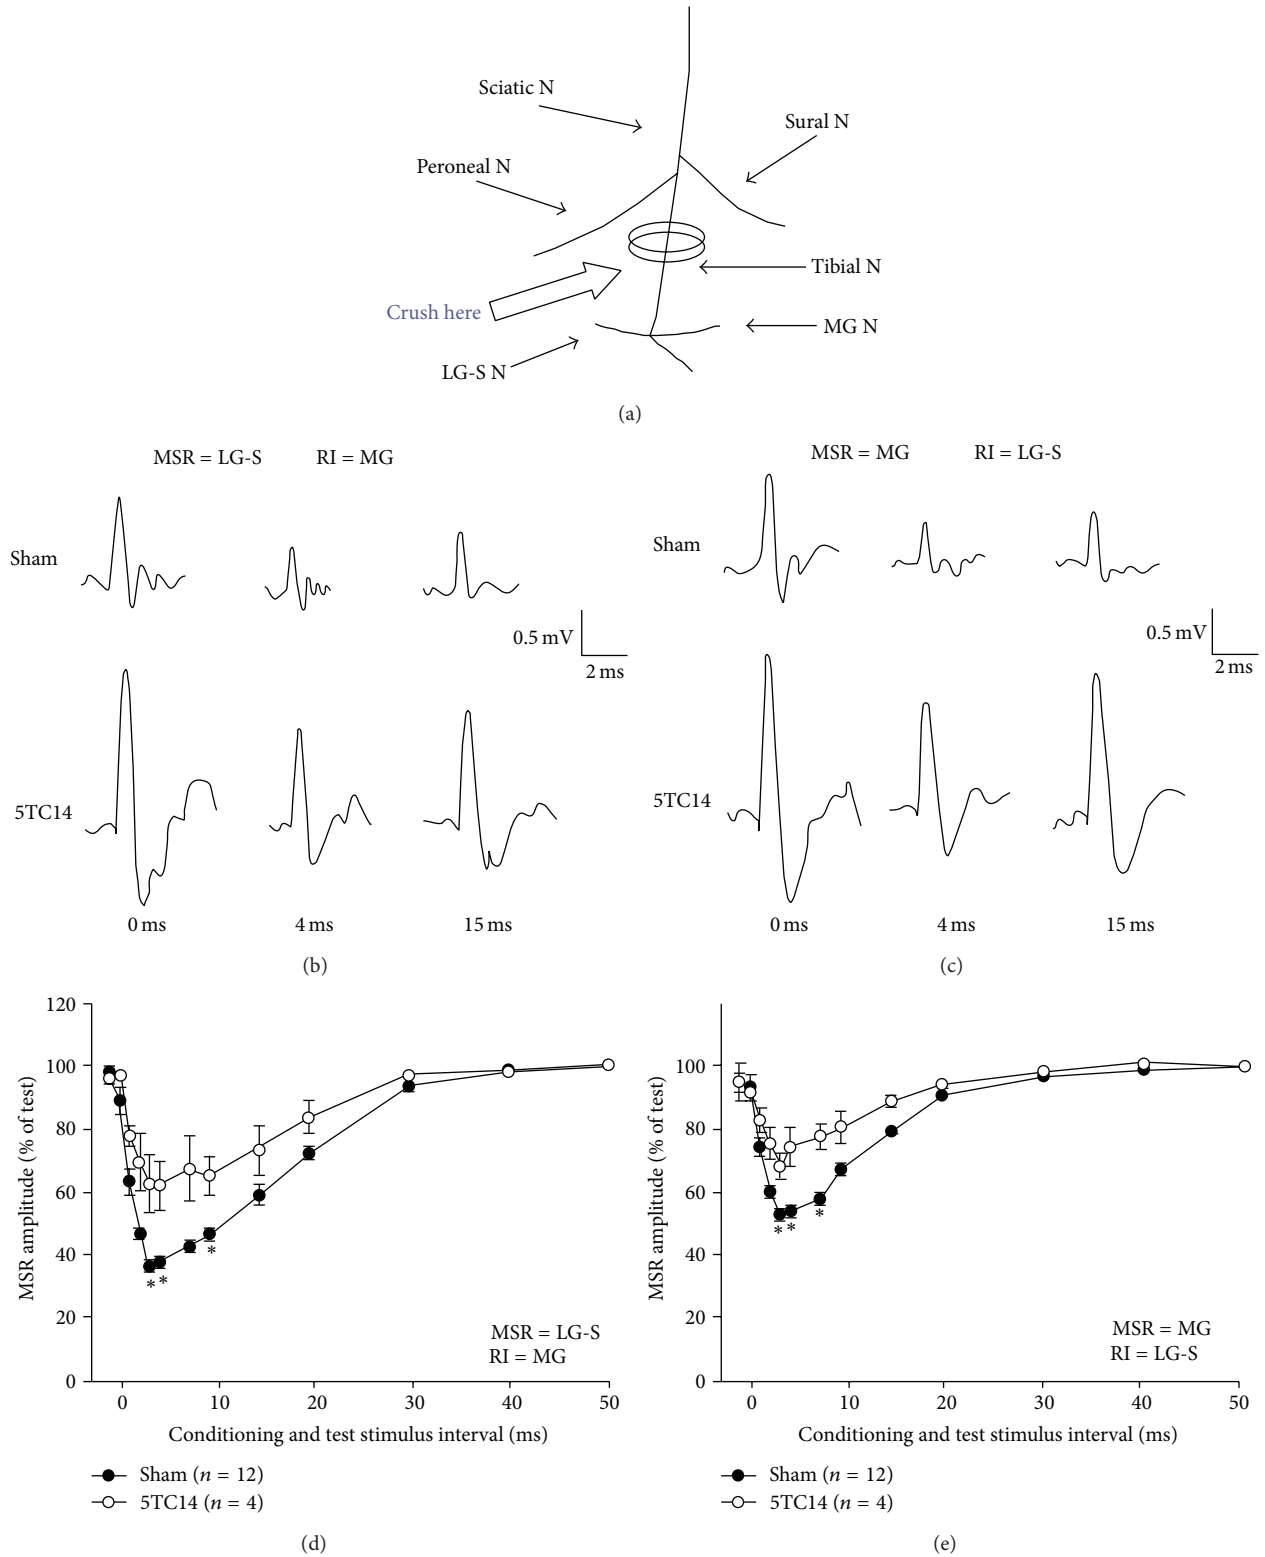 Sciatic N
Sural N
Peroneal N
Tibial N
Crush here
MG N
LG-S N
(a)
MSR = LG-S RI = MG
Sham
0.5 mV
2 ms
5TC14
0 ms 4 ms 15 ms
(b)
MSR = MG RI = LG-S
Sham
0.5 mV
2 ms
5TC14
0 ms 4 ms 15 ms
(c)
120
100
80
60
40
20
0
MSR amplitude (% of test)
* * *
MSR = LG-S
RI = MG
0 10 20 30 40 50
Conditioning and test stimulus interval (ms)
Sham (n = 12)
5TC14 (n = 4)
(d)
100
80
60
40
20
0
MSR amplitude (% of test)
* * *
MSR = MG
RI = LG-S
0 10 20 30 40 50
Conditioning and test stimulus interval (ms)
Sham (n = 12)
5TC14 (n = 4)
(e)